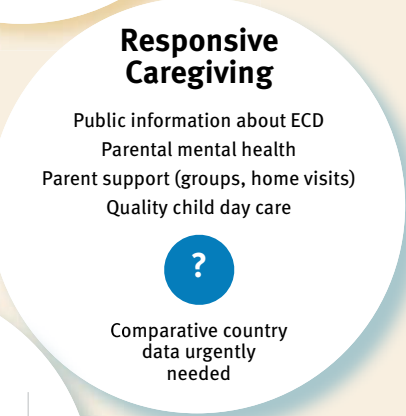 Responsive
Caregiving
Public information about ECD
Parental mental health
Parent support (groups, home visits)
Quality child day care
?
Comparative country
data urgently
needed